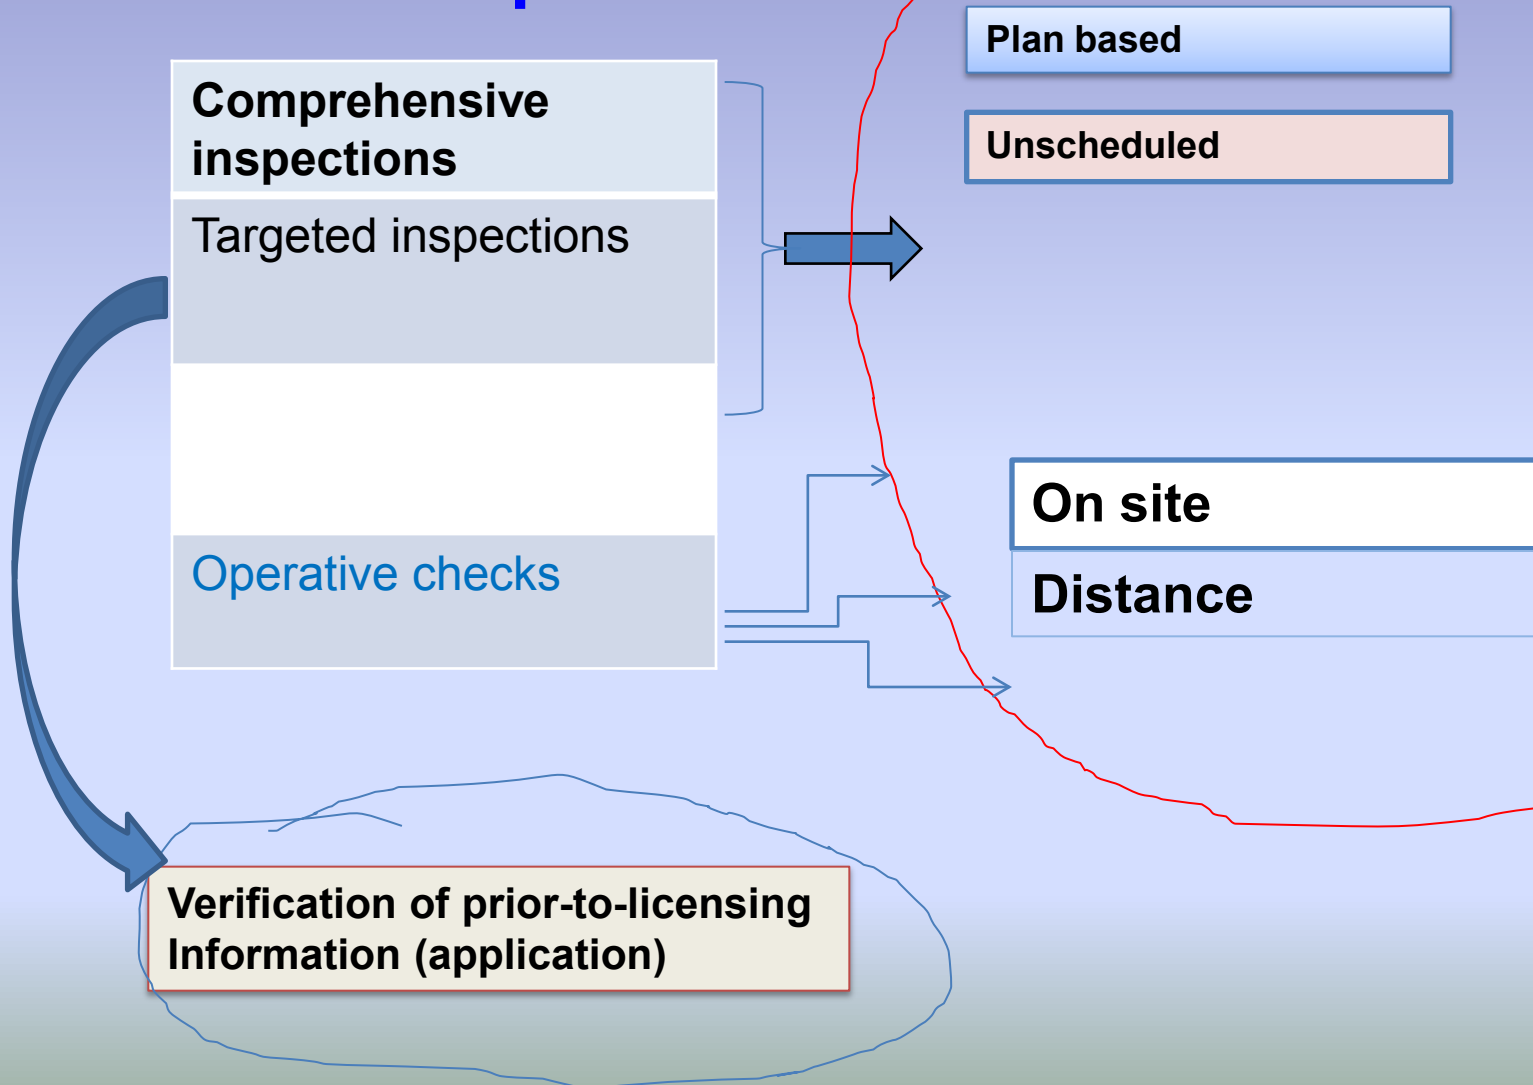 Comprehensive
inspections
Targeted inspections
Operative checks
Plan based
Unscheduled
On site
Distance
Verification of prior-to-licensing
Information (application)